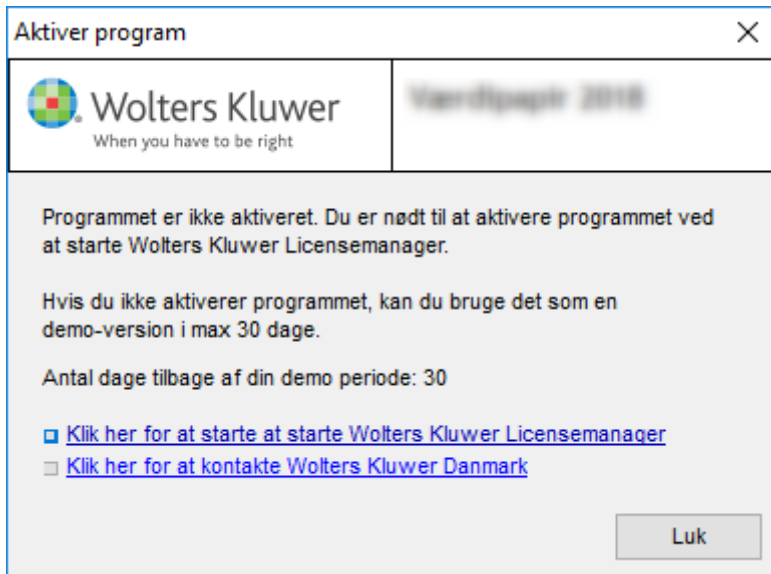 Aktiver program
Wolters Kluwer
When you have to be right
Programmet er ikke aktiveret. Du er nødt til at aktivere programmet ved
at starte Wolters Kluwer Licensemanager.
Hvis du ikke aktiverer programmet, kan du bruge det som en
demo-version i max 30 dage.
Antal dage tilbage af din demo periode: 30
Klik her for at starte at starte Wolters Kluwer Licensemanager
Klik her for at kontakte Wolters Kluwer Danmark
Luk